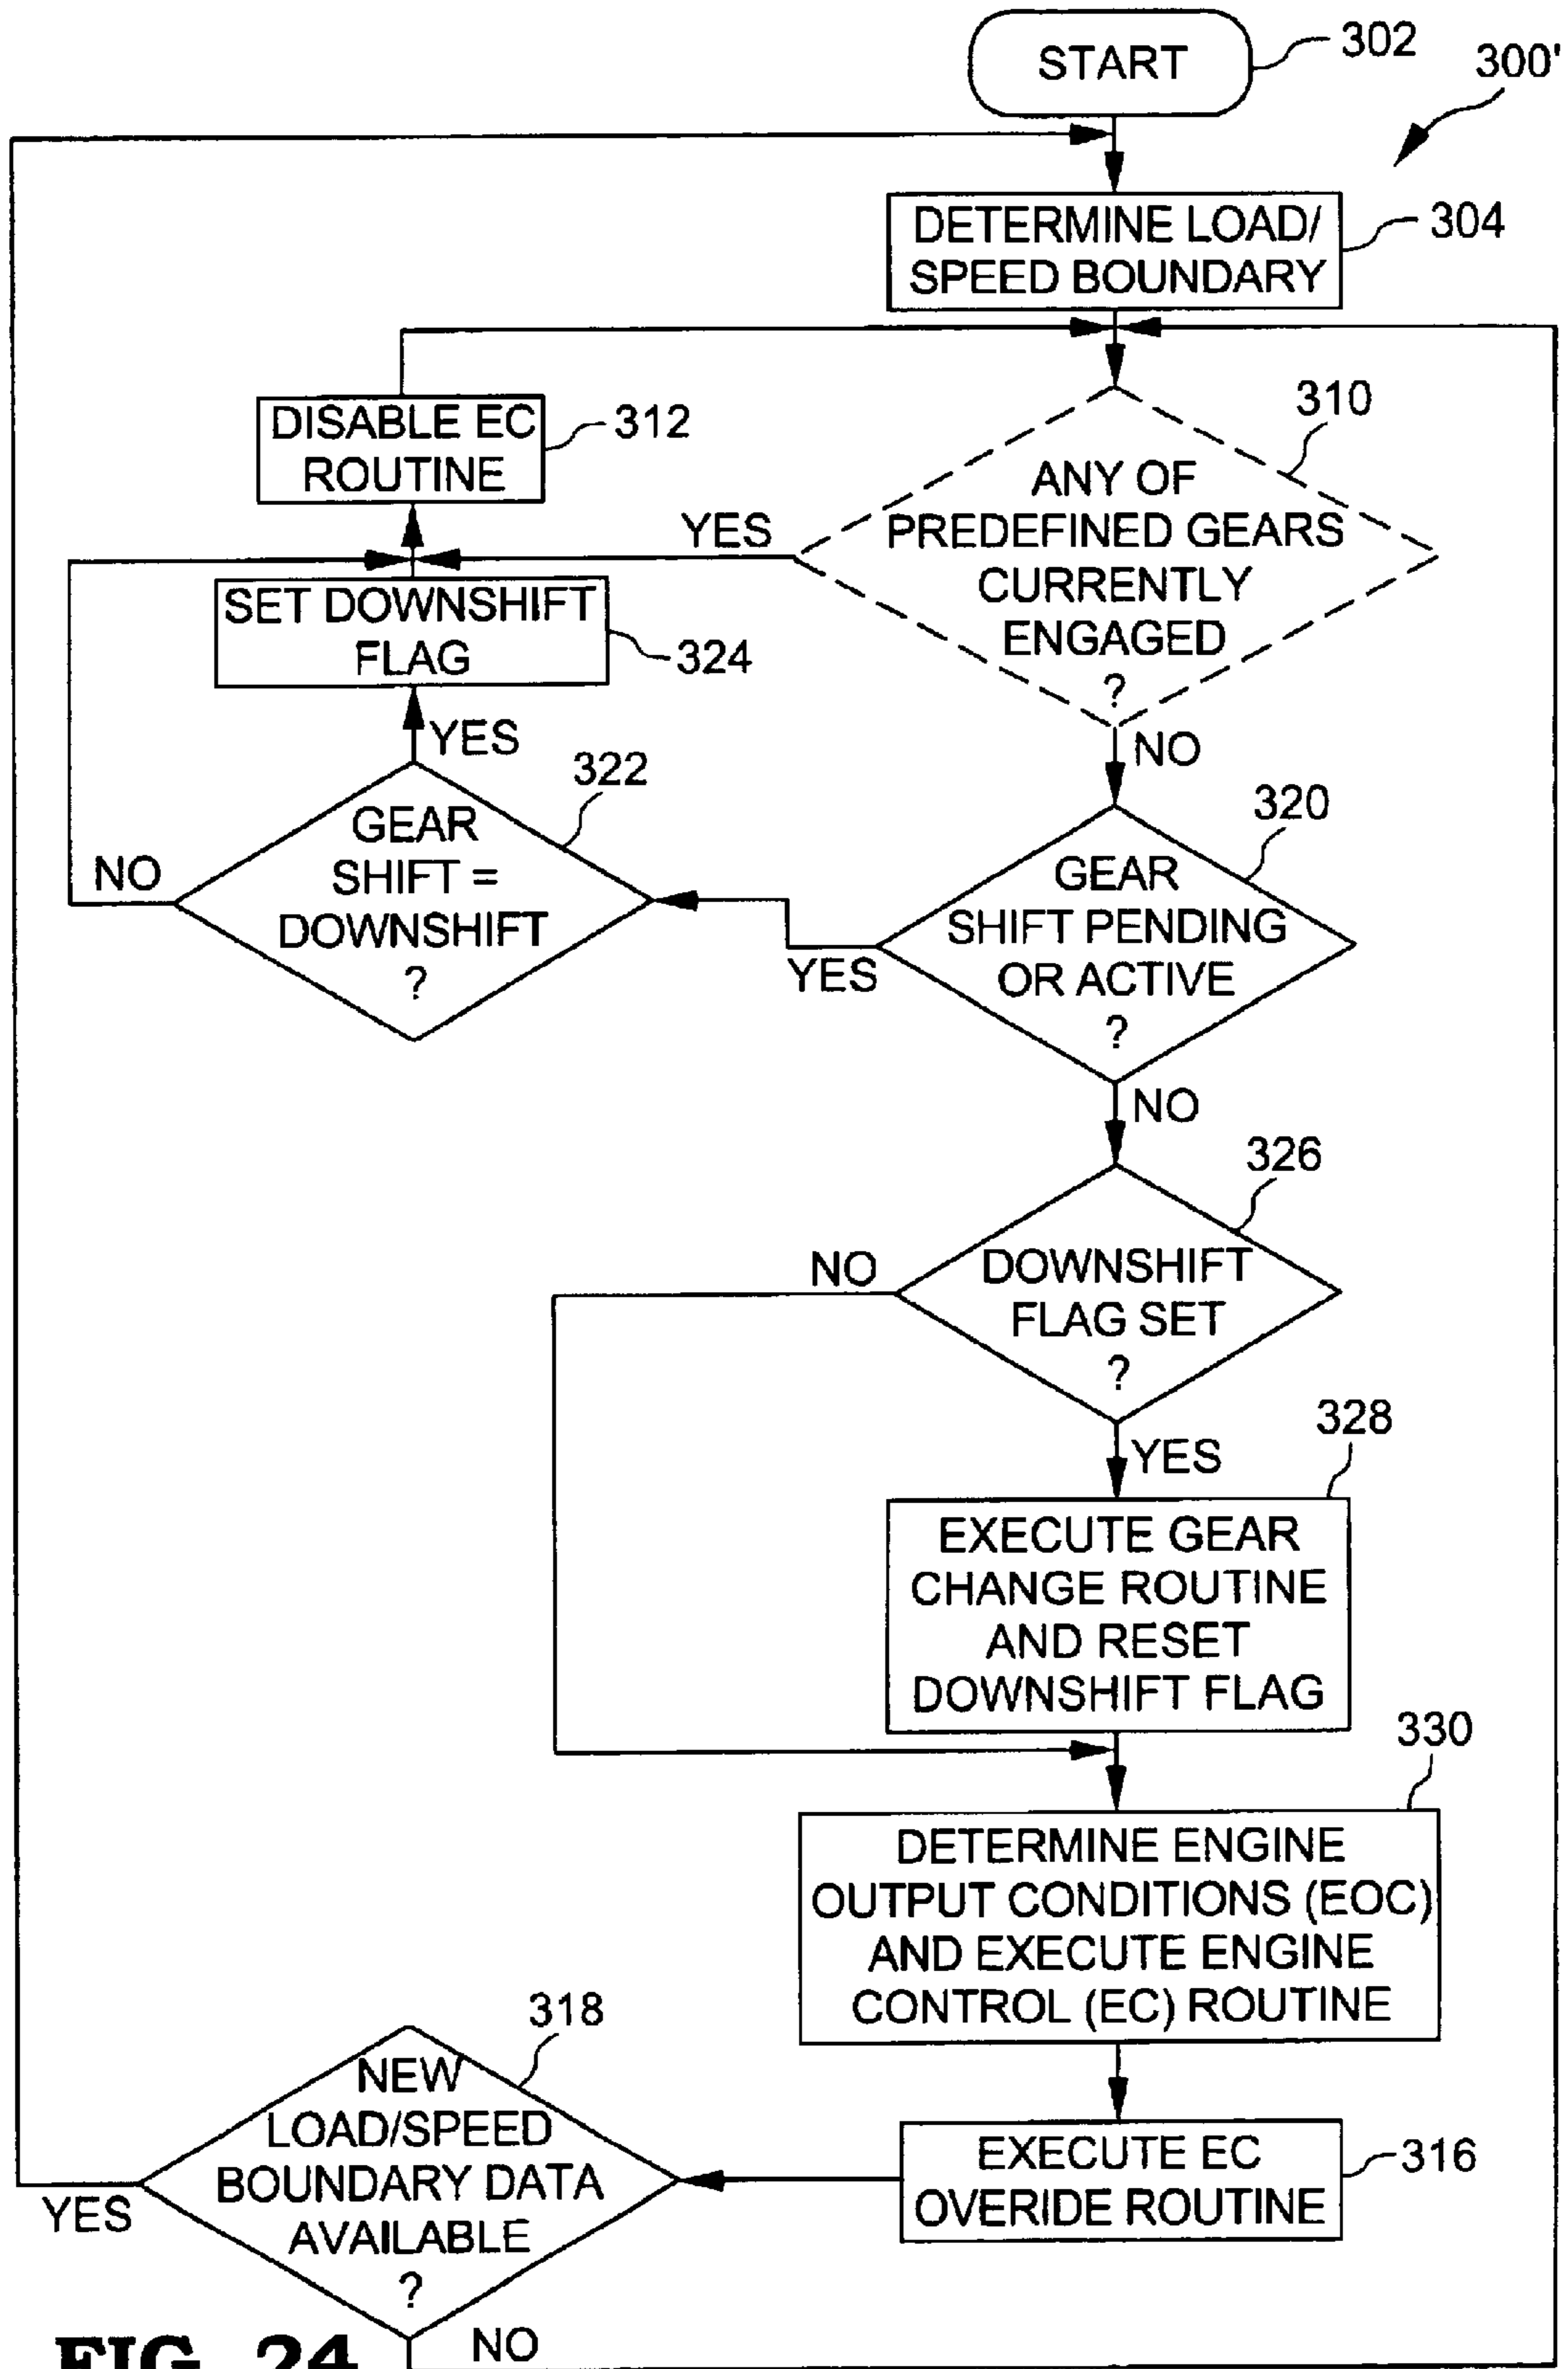 START
302
300'
DETERMINE LOAD/
SPEED BOUNDARY
304
DISABLE EC
ROUTINE
312
310
ANY OF
PREDEFINED GEARS
CURRENTLY
ENGAGED
?
YES
NO
SET DOWNSHIFT
FLAG
324
YES
322
GEAR
SHIFT =
DOWNSHIFT
?
NO
320
GEAR
SHIFT PENDING
OR ACTIVE
?
YES
NO
326
DOWNSHIFT
FLAG SET
?
NO
YES
328
EXECUTE GEAR
CHANGE ROUTINE
AND RESET
DOWNSHIFT FLAG
330
DETERMINE ENGINE
OUTPUT CONDITIONS (EOC)
AND EXECUTE ENGINE
CONTROL (EC) ROUTINE
318
NEW
LOAD/SPEED
BOUNDARY DATA
AVAILABLE
?
YES
NO
EXECUTE EC
OVERIDE ROUTINE
316
FIG. 24